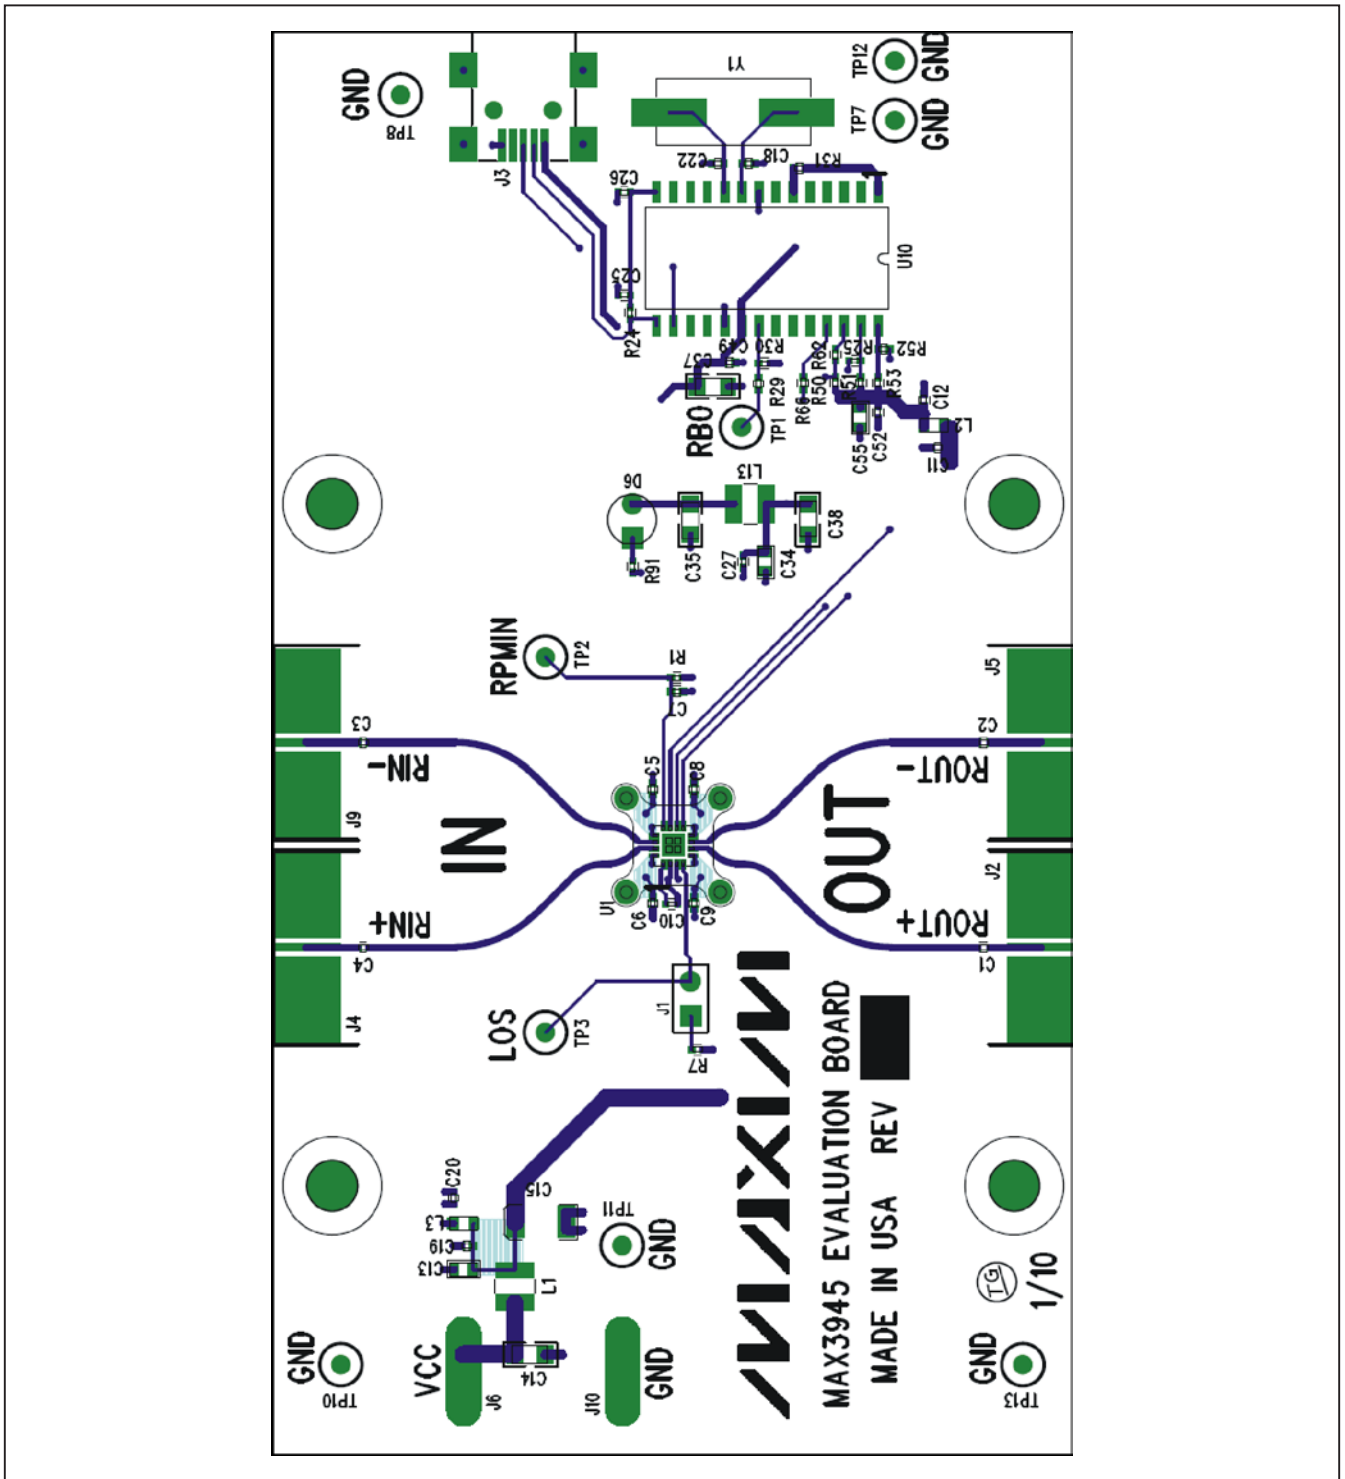 GND
TP8
J3
Y1
TP12
GND
TP7
GND
C22
C18
R31
1
C26
U10
C25
R24
C37
C49
R30
R62
R25
R52
R29
R50
R51
R53
C12
RBO
TP1
L2
C55
C52
C11
D6
L13
C38
R91
C35
C27
C34
RPMIN
TP2
R1
C7
J5
C3
C2
RIN-
ROUT-
C5
C8
J9
IN
OUT
J2
U1
1
C6
C10
C9
RIN+
ROUT+
C4
C1
J4
LOS
TP3
J1
R7
MAXIM
MAX3945 EVALUATION BOARD
MADE IN USA REV
C20
C15
L3
C19
C13
TP11
GND
L1
TG
1/10
GND
TP10
VCC
J6
C14
J10
GND
GND
TP13